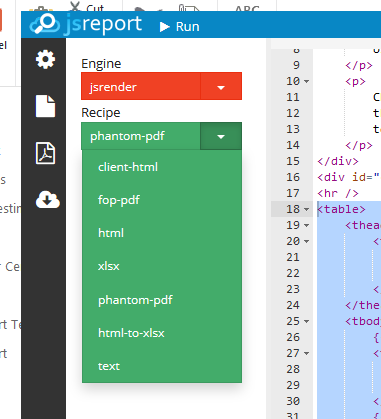 Cut
ABC
jsreport
Run
el
Engine
jsrender
Recipe
phantom-pdf
client-html
fop-pdf
html
xlsx
phantom-pdf
html-to-xlsx
text
s
estin
r Ce
rt Te
rt
8 o
9 </p>
10 <p>
11 C
12 t
13 t
14 </p>
15 </div>
16 <div id="
17 <hr />
18 <table>
19 <thea
20 <t
21
22
23 <
24 </the
25 <tbod
26 {
27 <t
28
29
30 <
31 {
32 </tbo